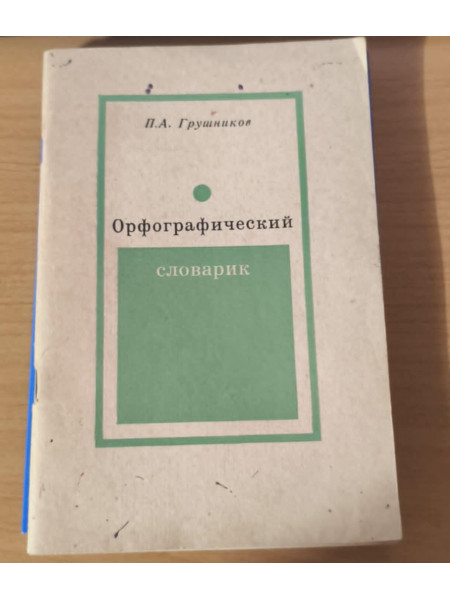 П.А. Грушников
Орфографический
словарик